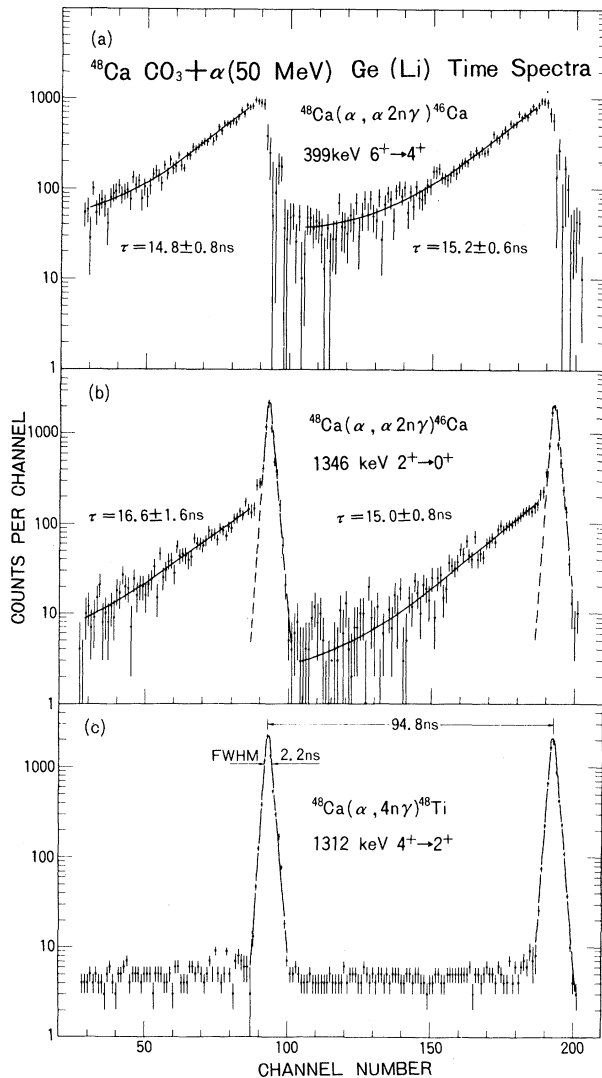 (a)
⁴⁸Ca CO₃+α(50 MeV) Ge (Li) Time Spectra
1000
⁴⁸Ca(α, α2nγ)⁴⁶Ca
399keV 6⁺→4⁺
100
τ=14.8±0.8ns
τ=15.2±0.6ns
10
1
(b)
1000
⁴⁸Ca(α, α2nγ)⁴⁶Ca
1346 keV 2⁺→0⁺
τ=16.6±1.6ns
τ=15.0±0.8ns
100
10
1
COUNTS PER CHANNEL
(c)
94.8ns
1000
FWHM 2.2ns
⁴⁸Ca(α,4nγ)⁴⁸Ti
1312 keV 4⁺→2⁺
100
10
1
50 100 150 200
CHANNEL NUMBER